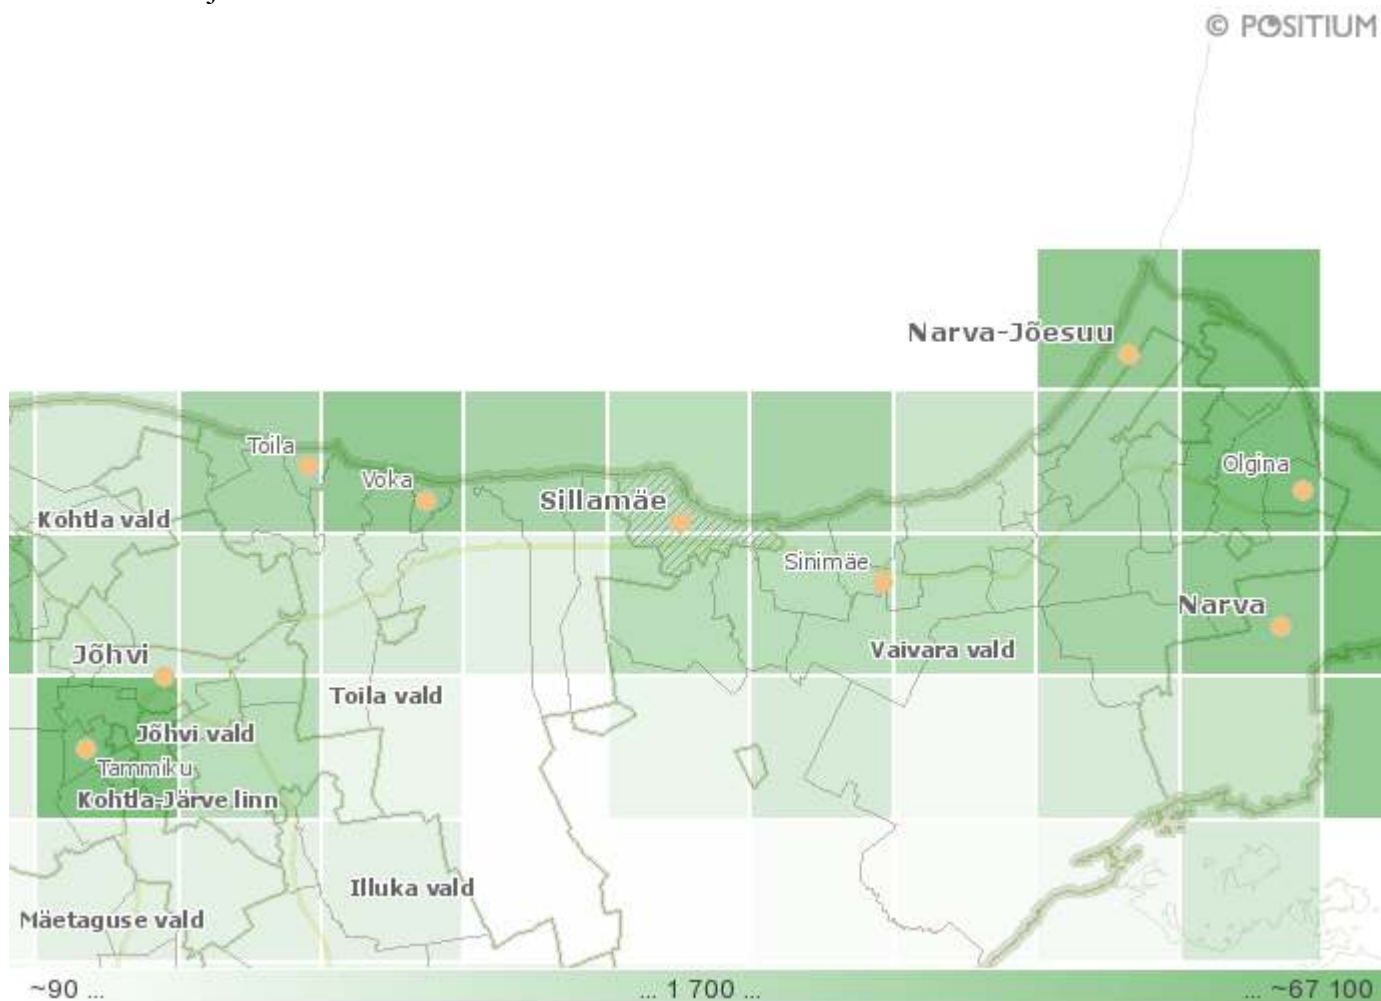 © POSITIUM
Narva-Jõesuu
Toila
Voka
Olgina
Sillamäe
Kohtla vald
Sinimäe
Narva
Jõhvi
Vaivara vald
Toila vald
Jõhvi vald
Tammiku
Kohtla-Järve linn
Illuka vald
Mäetaguse vald
~90 ... ... 1 700 ... ... ~67 100